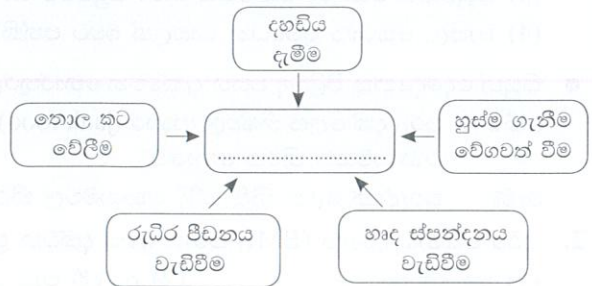 දහඩිය
දැමීම
තොල කට
වේලීම
හුස්ම ගැනීම
වේගවත් වීම
................................
රුධිර පීඩනය
වැඩිවීම
හෘද ස්පන්දනය
වැඩිවීම